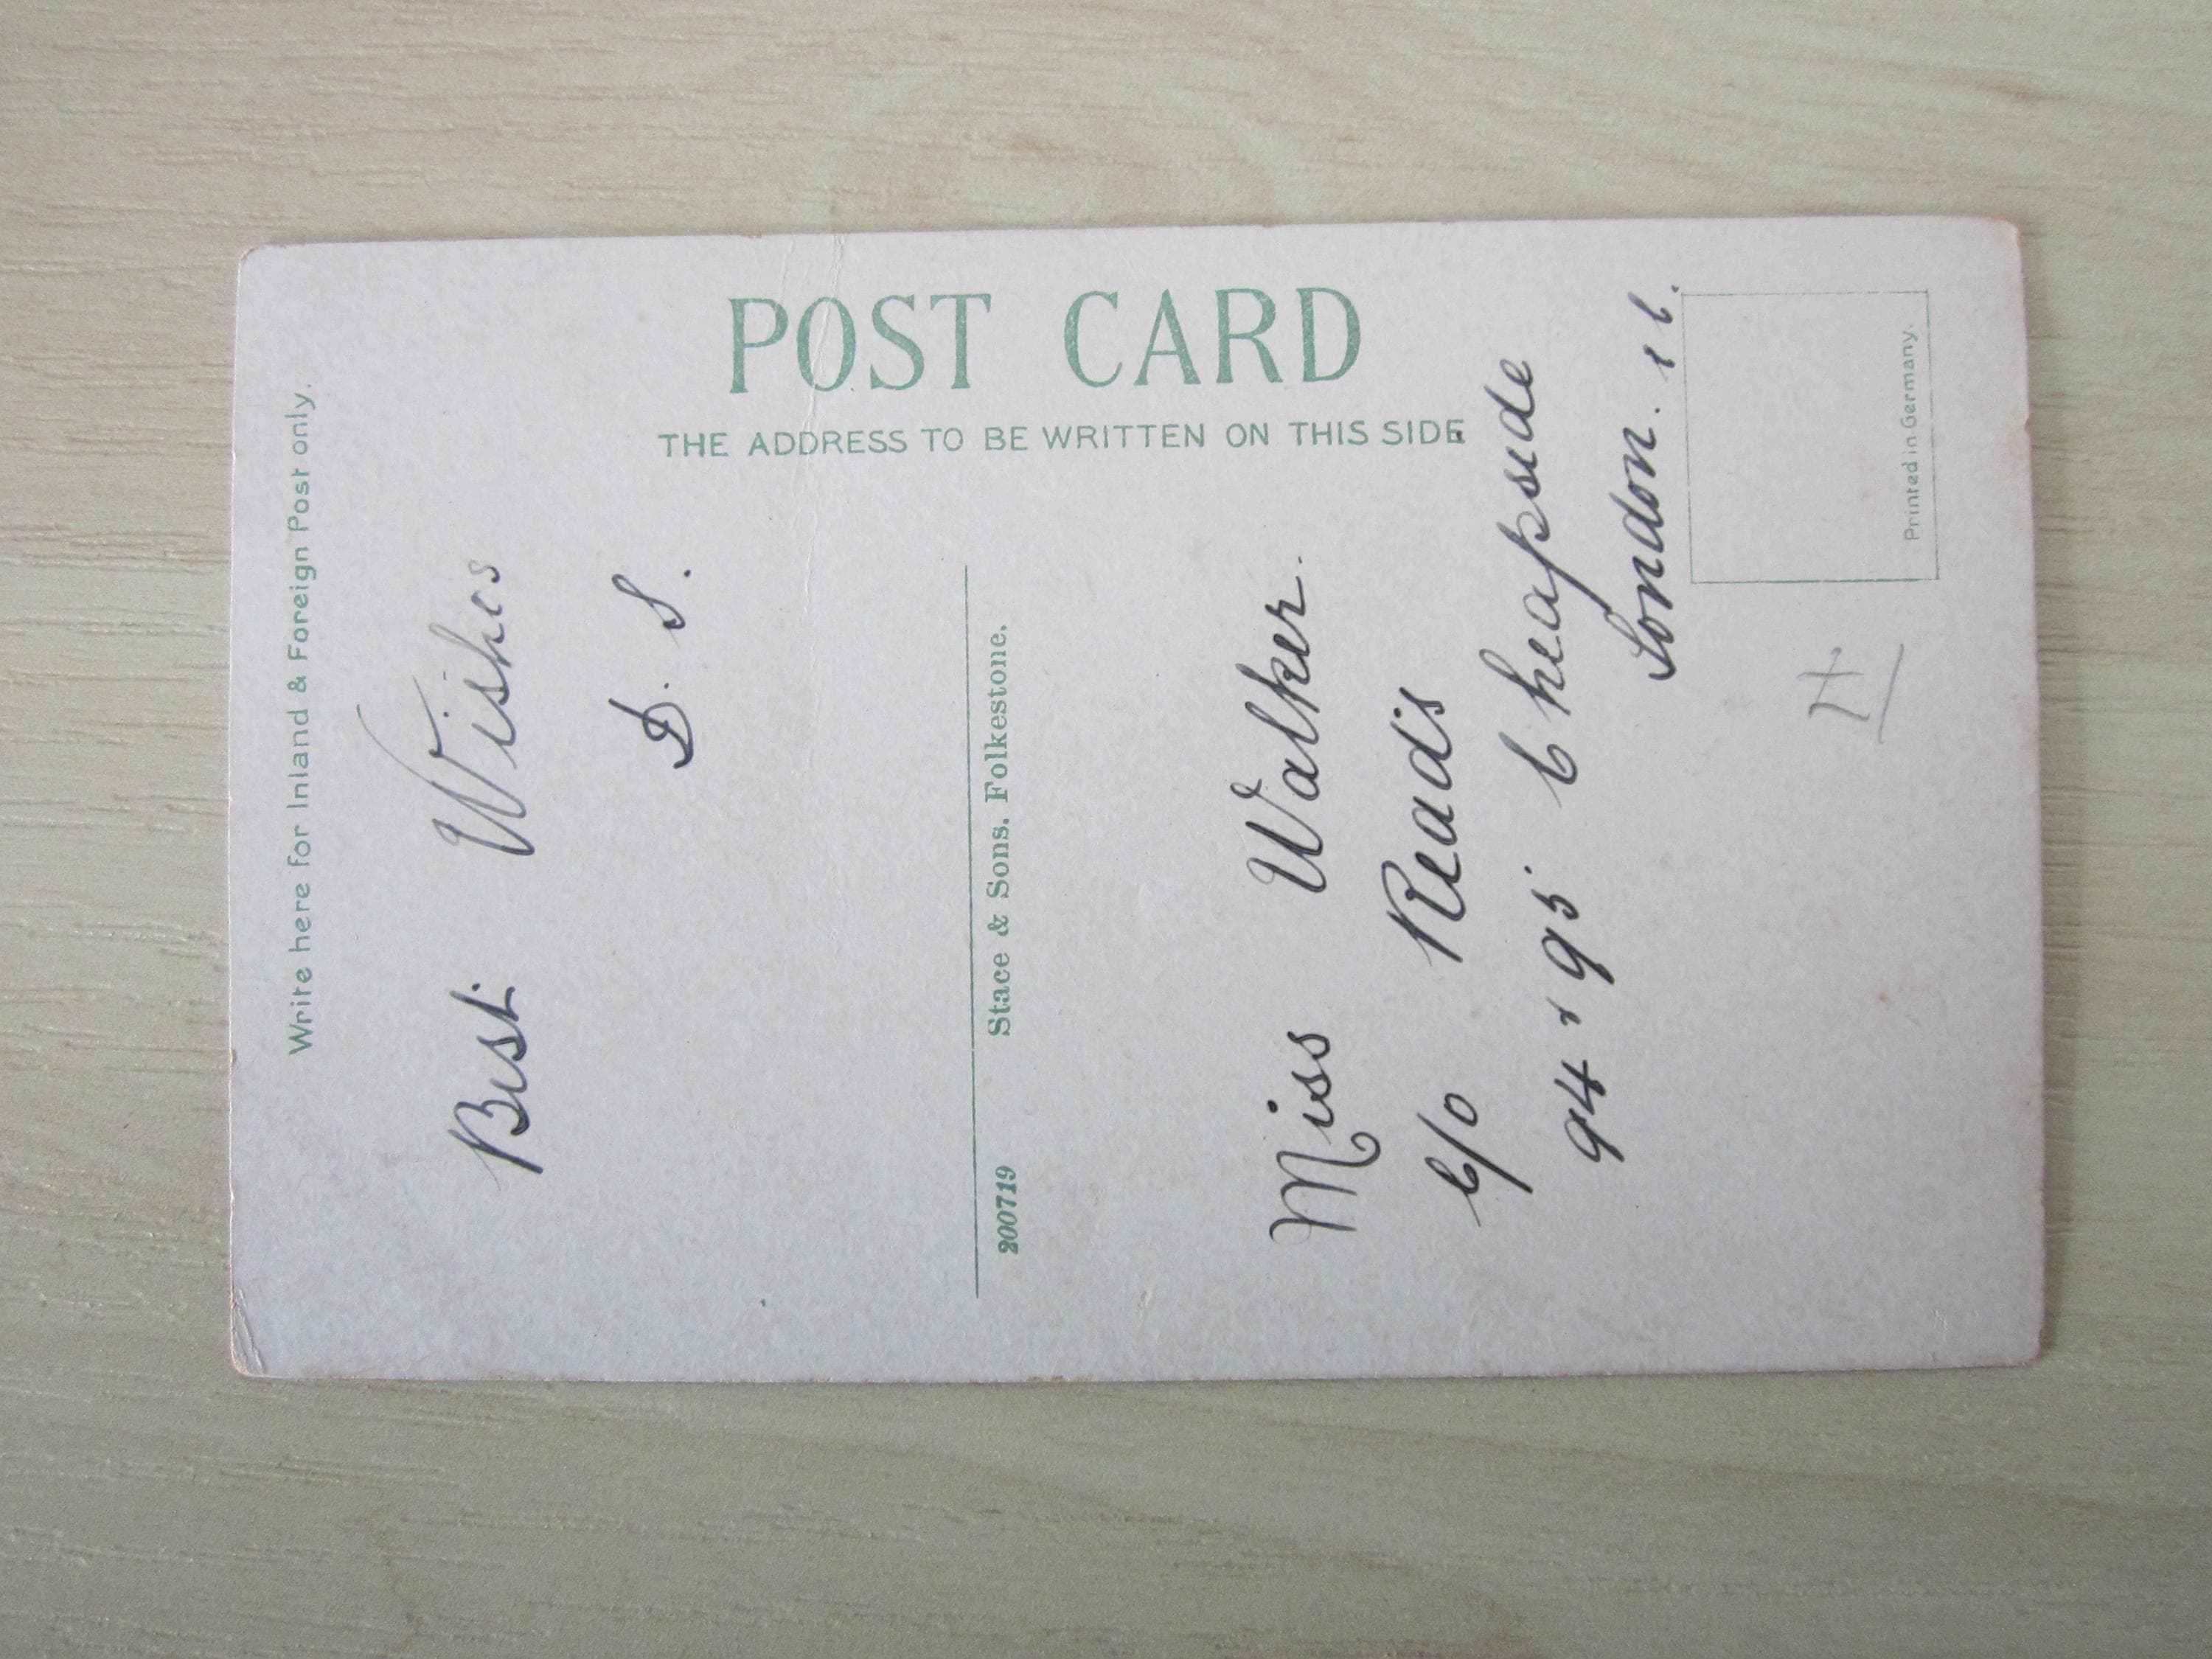 POST CARD
THE ADDRESS TO BE WRITTEN ON THIS SIDE
Write here for Inland & Foreign Post only.
Best Wishes
D. S.
200719 Stace & Sons. Folkestone.
Miss Walker.
C/o Read's
94 & 95 Cheapside
London.
Printed in Germany.